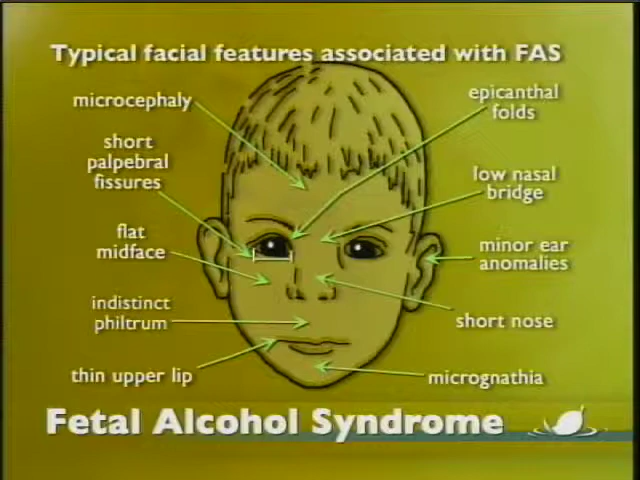 Typical facial features associated with FAS
microcephaly
epicanthal
folds
short
palpebral
fissures
low nasal
bridge
flat
midface
minor ear
anomalies
indistinct
philtrum
short nose
thin upper lip
micrognathia
Fetal Alcohol Syndrome